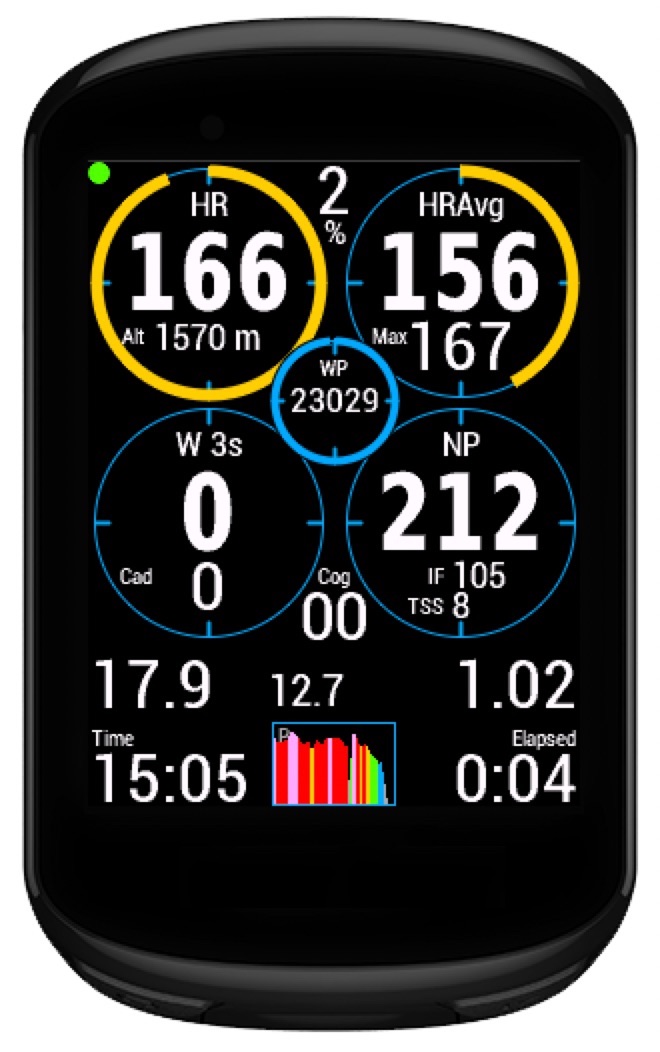 HR
166
Alt 1570 m
2
%
HRAvg
156
Max 167
WP
23029
W 3s
0
Cad 0
Cog
00
NP
212
IF 105
TSS 8
17.9 12.7 1.02
Time
15:05
Elapsed
0:04